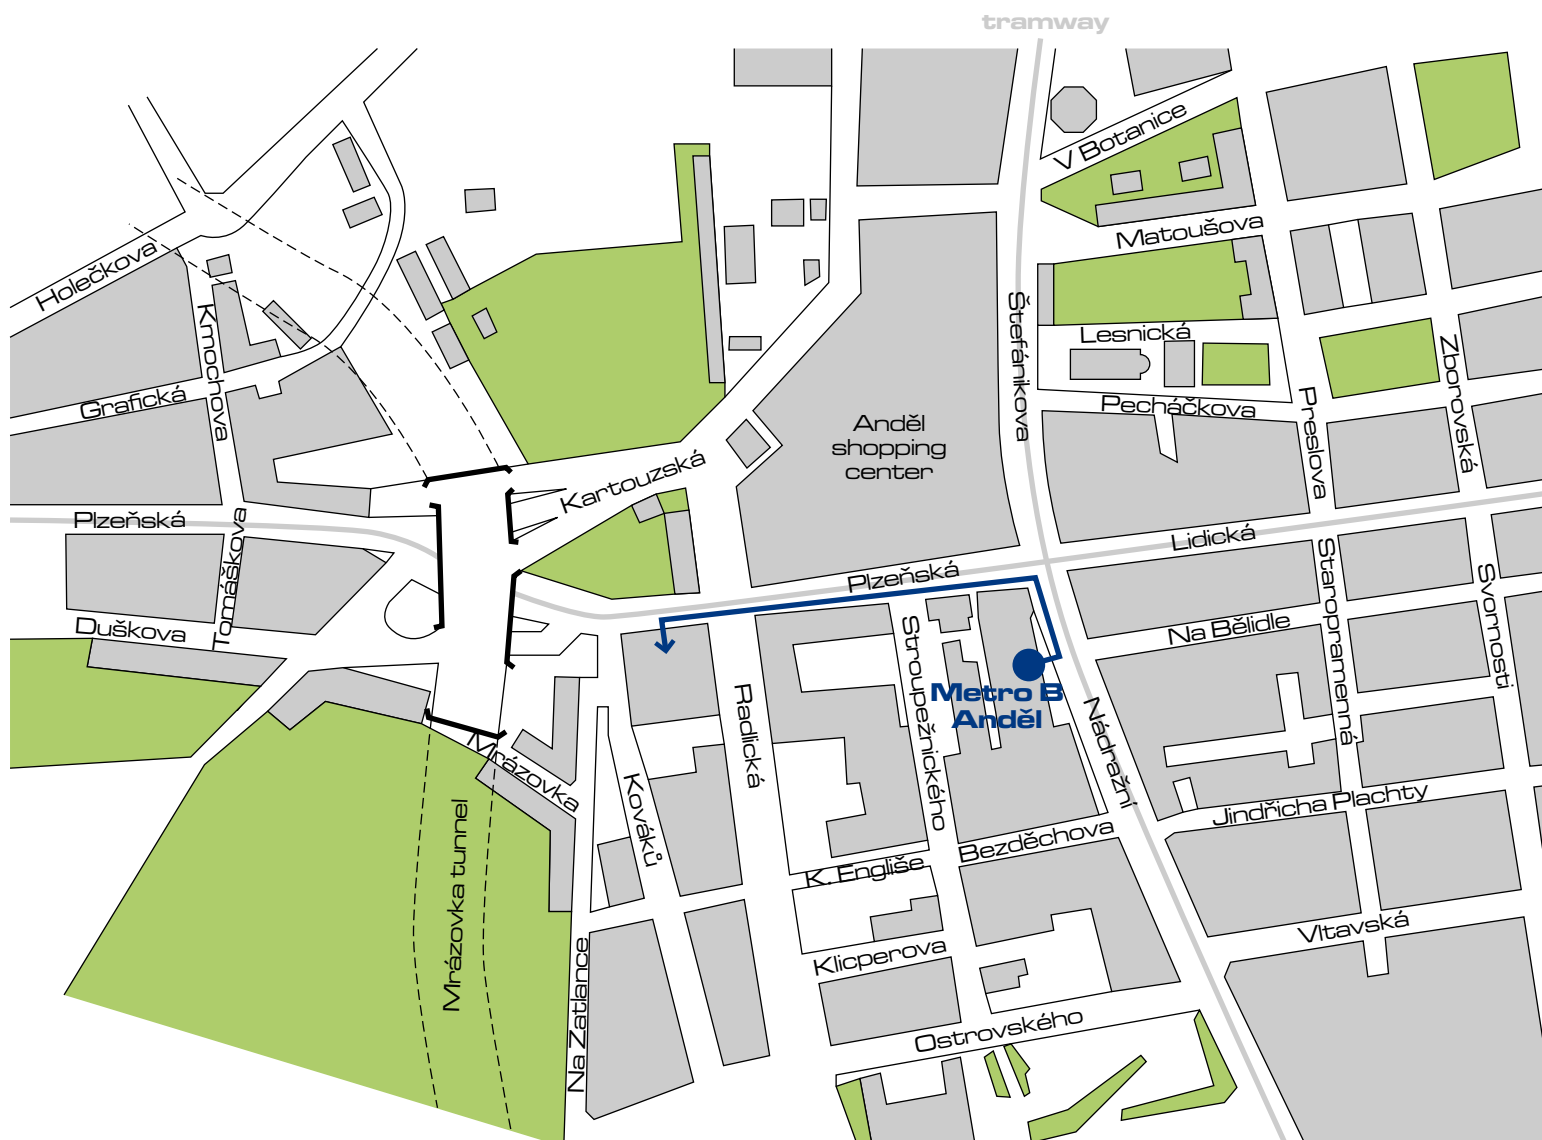 tramway
V Botanice
Matoušova
Holečkova
Kmochova
Štefánikova
Lesnická
Zborovská
Grafická
Pecháčkova
Preslova
Anděl
shopping
center
Kartouzská
Plzeňská
Tomáškova
Lidická
Plzeňská
Staropramenná
Svornosti
Duškova
Na Bělidle
Stroupežnického
Metro B
Anděl
Radlická
Nádražní
Mrázovka
Kováků
Jindřicha Plachty
Mrázovka tunnel
Bezděchova
K. Engliše
Vltavská
Klicperova
Na Zatlance
Ostrovského